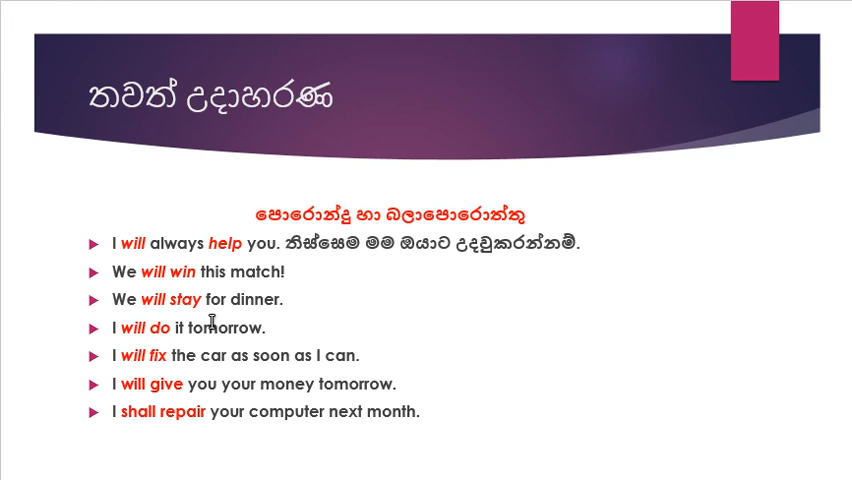 තවත් උදාහරණ
පොරොන්දු හා බලාපොරොත්තු
I will always help you. තිස්සෙම මම ඔයාට උදවුකරන්නම්.
We will win this match!
We will stay for dinner.
I will do it tomorrow.
I will fix the car as soon as I can.
I will give you your money tomorrow.
I shall repair your computer next month.